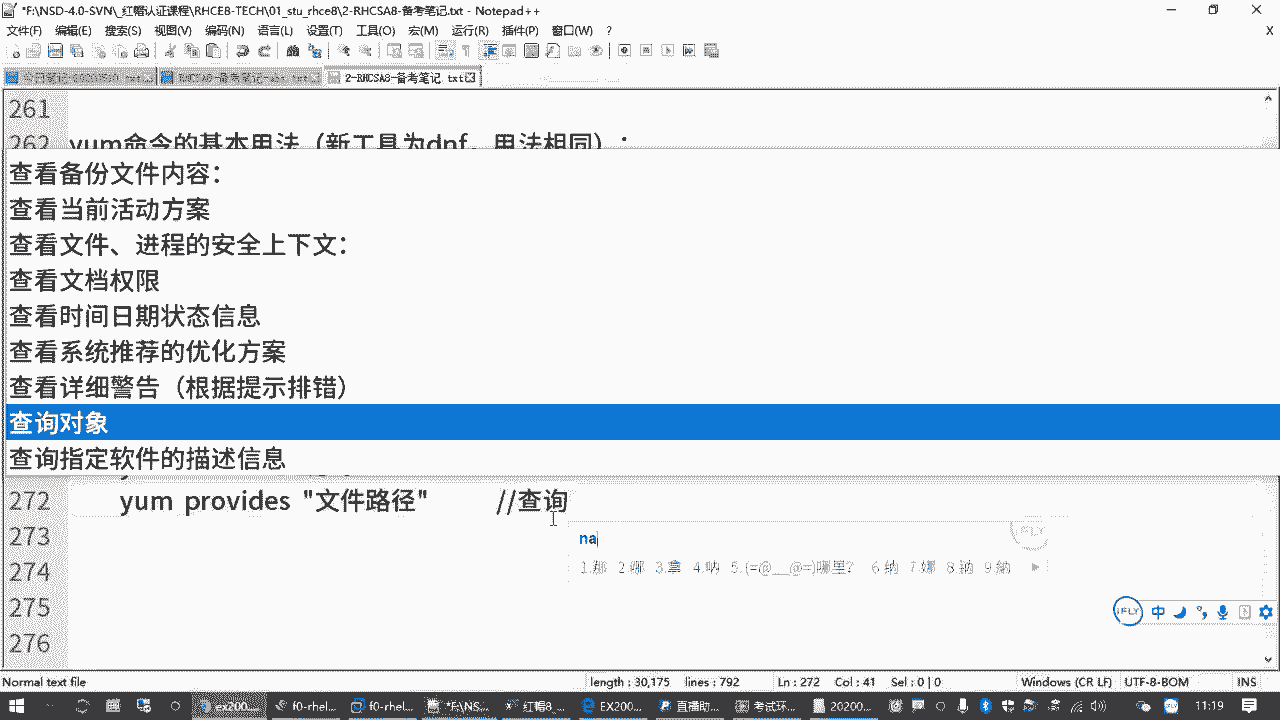 *F:\NSD-4.0-SVN\_红帽认证课程\RHCE8-TECH\01_stu_rhce8\2-RHCSA8-备考笔记.txt - Notepad++
文件(F) 编辑(E) 搜索(S) 视图(V) 编码(N) 语言(L) 设置(T) 工具(O) 宏(M) 运行(R) 插件(P) 窗口(W) ? X
2-RHCSA8-备考笔记.txt
261
262 yum命令的基本用法（新工具为dnf，用法相同）：
查看备份文件内容：
查看当前活动方案
查看文件、进程的安全上下文：
查看文档权限
查看时间日期状态信息
查看系统推荐的优化方案
查看详细警告（根据提示排错）
查询对象
查询指定软件的描述信息
272 yum provides "文件路径" //查询
273 na
274 1.那 2.哪 3.拿 4.呐 5.(=@__@=)哪里？ 6.纳 7.娜 8.钠 9.納
275
iFLY 中
276
Normal text file length : 30,175 lines : 792 Ln : 272 Col : 41 Sel : 0 | 0 Windows (CR LF) UTF-8-BOM INS
ex200... f0-rhel... f0-rhel... *F:\NS... 红帽8_... EX200... 直播助... 考试环... 20200... 11:19